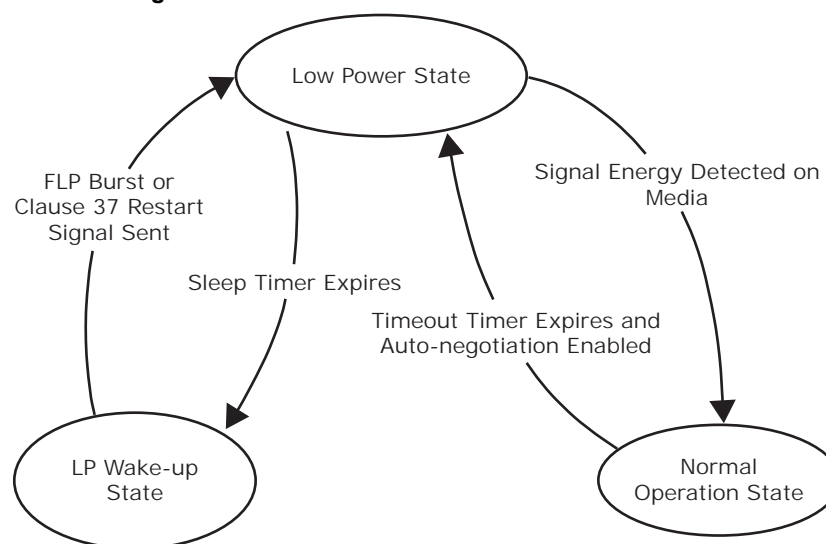 Low Power State
FLP Burst or
Clause 37 Restart
Signal Sent
Signal Energy Detected on
Media
Sleep Timer Expires
Timeout Timer Expires and
Auto-negotiation Enabled
LP Wake-up
State
Normal
Operation State